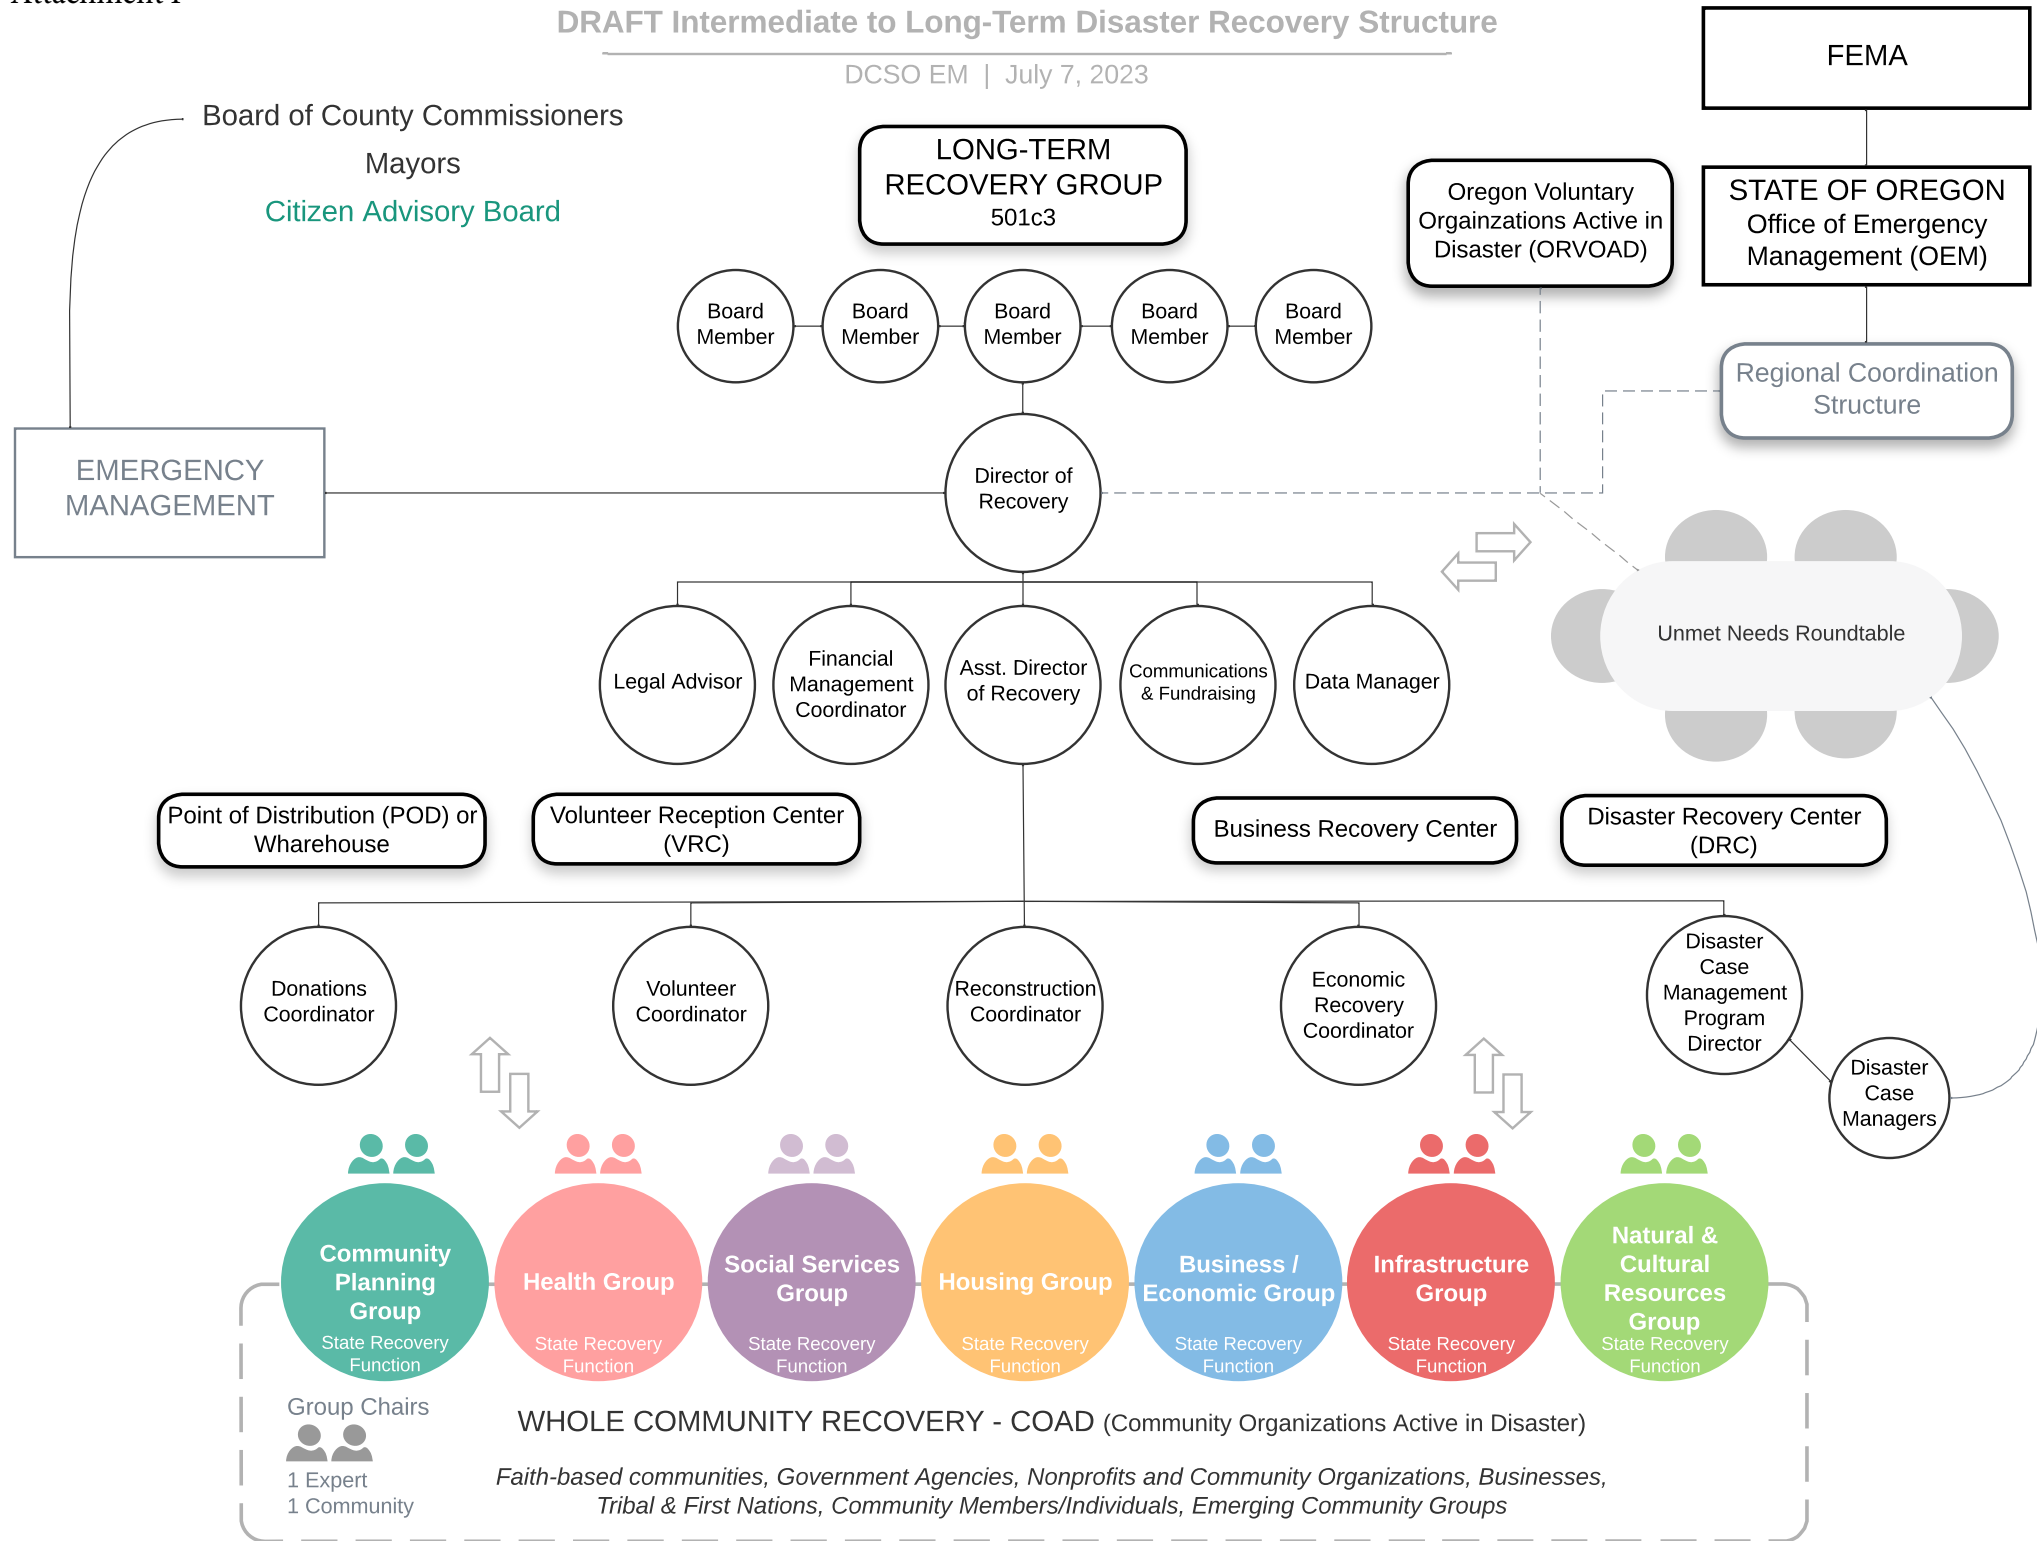 Attachment I
DRAFT Intermediate to Long-Term Disaster Recovery Structure
DCSO EM | July 7, 2023
FEMA
Board of County Commissioners
Mayors
Citizen Advisory Board
LONG-TERM
RECOVERY GROUP
501c3
Oregon Voluntary
Orgainzations Active in
Disaster (ORVOAD)
STATE OF OREGON
Office of Emergency
Management (OEM)
Board
Member
Board
Member
Board
Member
Board
Member
Board
Member
Regional Coordination
Structure
EMERGENCY
MANAGEMENT
Director of
Recovery
Unmet Needs Roundtable
Legal Advisor
Financial
Management
Coordinator
Asst. Director
of Recovery
Communications
& Fundraising
Data Manager
Point of Distribution (POD) or
Wharehouse
Volunteer Reception Center
(VRC)
Business Recovery Center
Disaster Recovery Center
(DRC)
Donations
Coordinator
Volunteer
Coordinator
Reconstruction
Coordinator
Economic
Recovery
Coordinator
Disaster
Case
Management
Program
Director
Disaster
Case
Managers
Community
Planning
Group
State Recovery
Function
Health Group
State Recovery
Function
Social Services
Group
State Recovery
Function
Housing Group
State Recovery
Function
Business /
Economic Group
State Recovery
Function
Infrastructure
Group
State Recovery
Function
Natural &
Cultural
Resources
Group
State Recovery
Function
Group Chairs
1 Expert
1 Community
WHOLE COMMUNITY RECOVERY - COAD (Community Organizations Active in Disaster)
Faith-based communities, Government Agencies, Nonprofits and Community Organizations, Businesses,
Tribal & First Nations, Community Members/Individuals, Emerging Community Groups